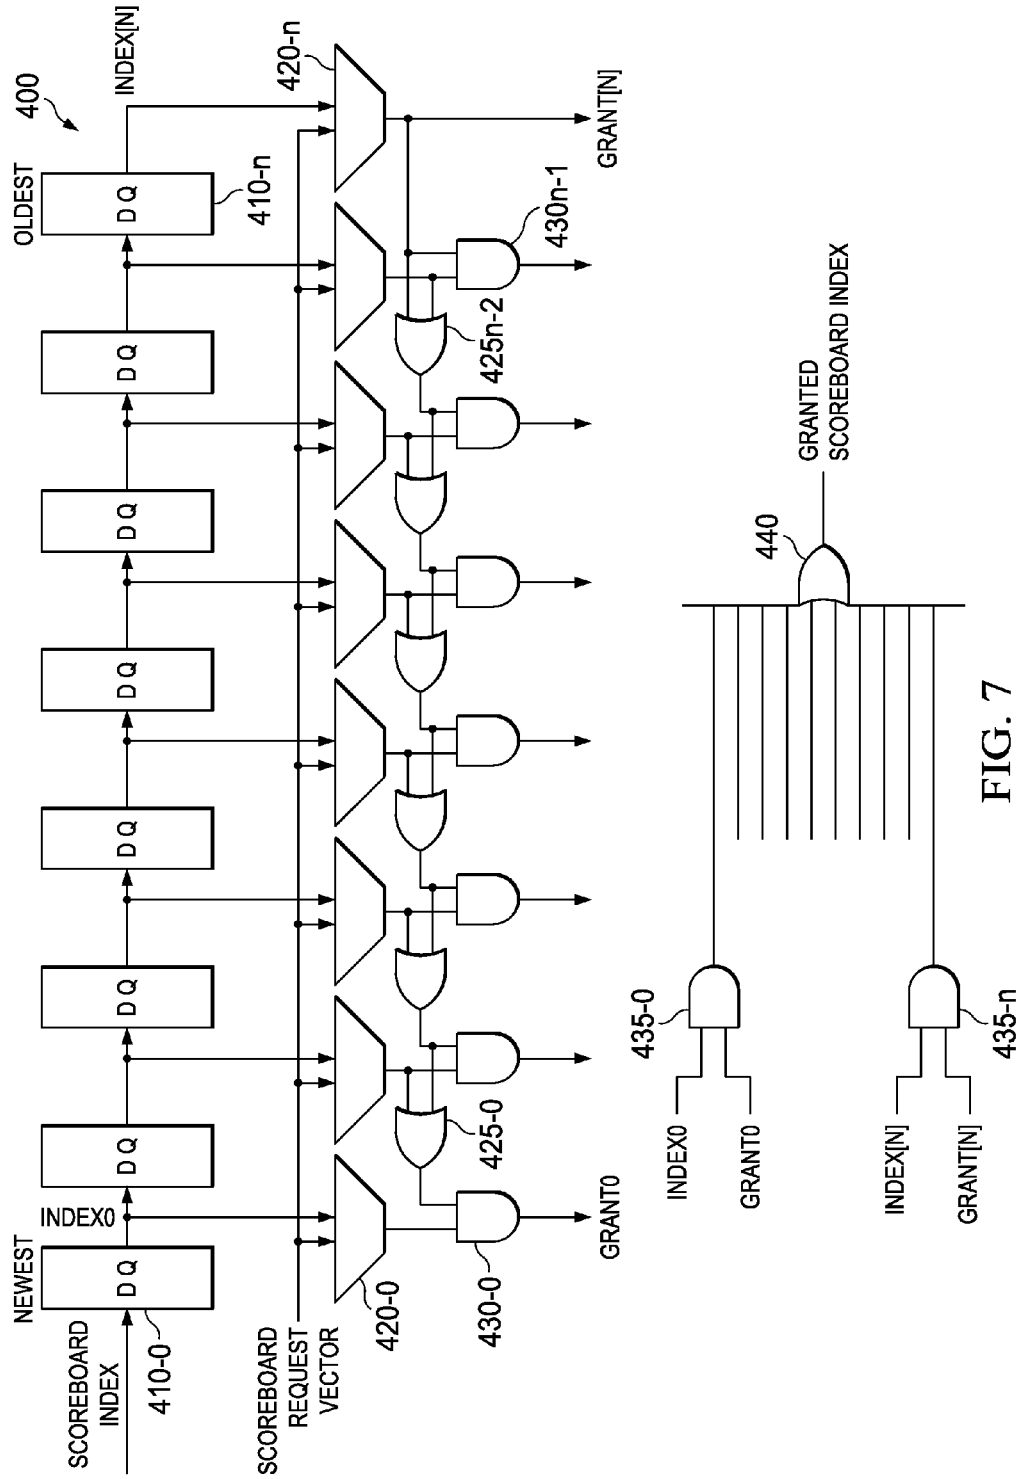 400
NEWEST
OLDEST
SCOREBOARD
INDEX
410-0
D Q
INDEX0
D Q
D Q
D Q
D Q
D Q
D Q
D Q
410-n
INDEX[N]
SCOREBOARD
REQUEST
VECTOR
420-0
420-n
425-0
425n-2
430-0
430n-1
GRANT0
GRANT[N]
INDEX0
GRANT0
435-0
INDEX[N]
GRANT[N]
435-n
440
GRANTED
SCOREBOARD INDEX
FIG. 7